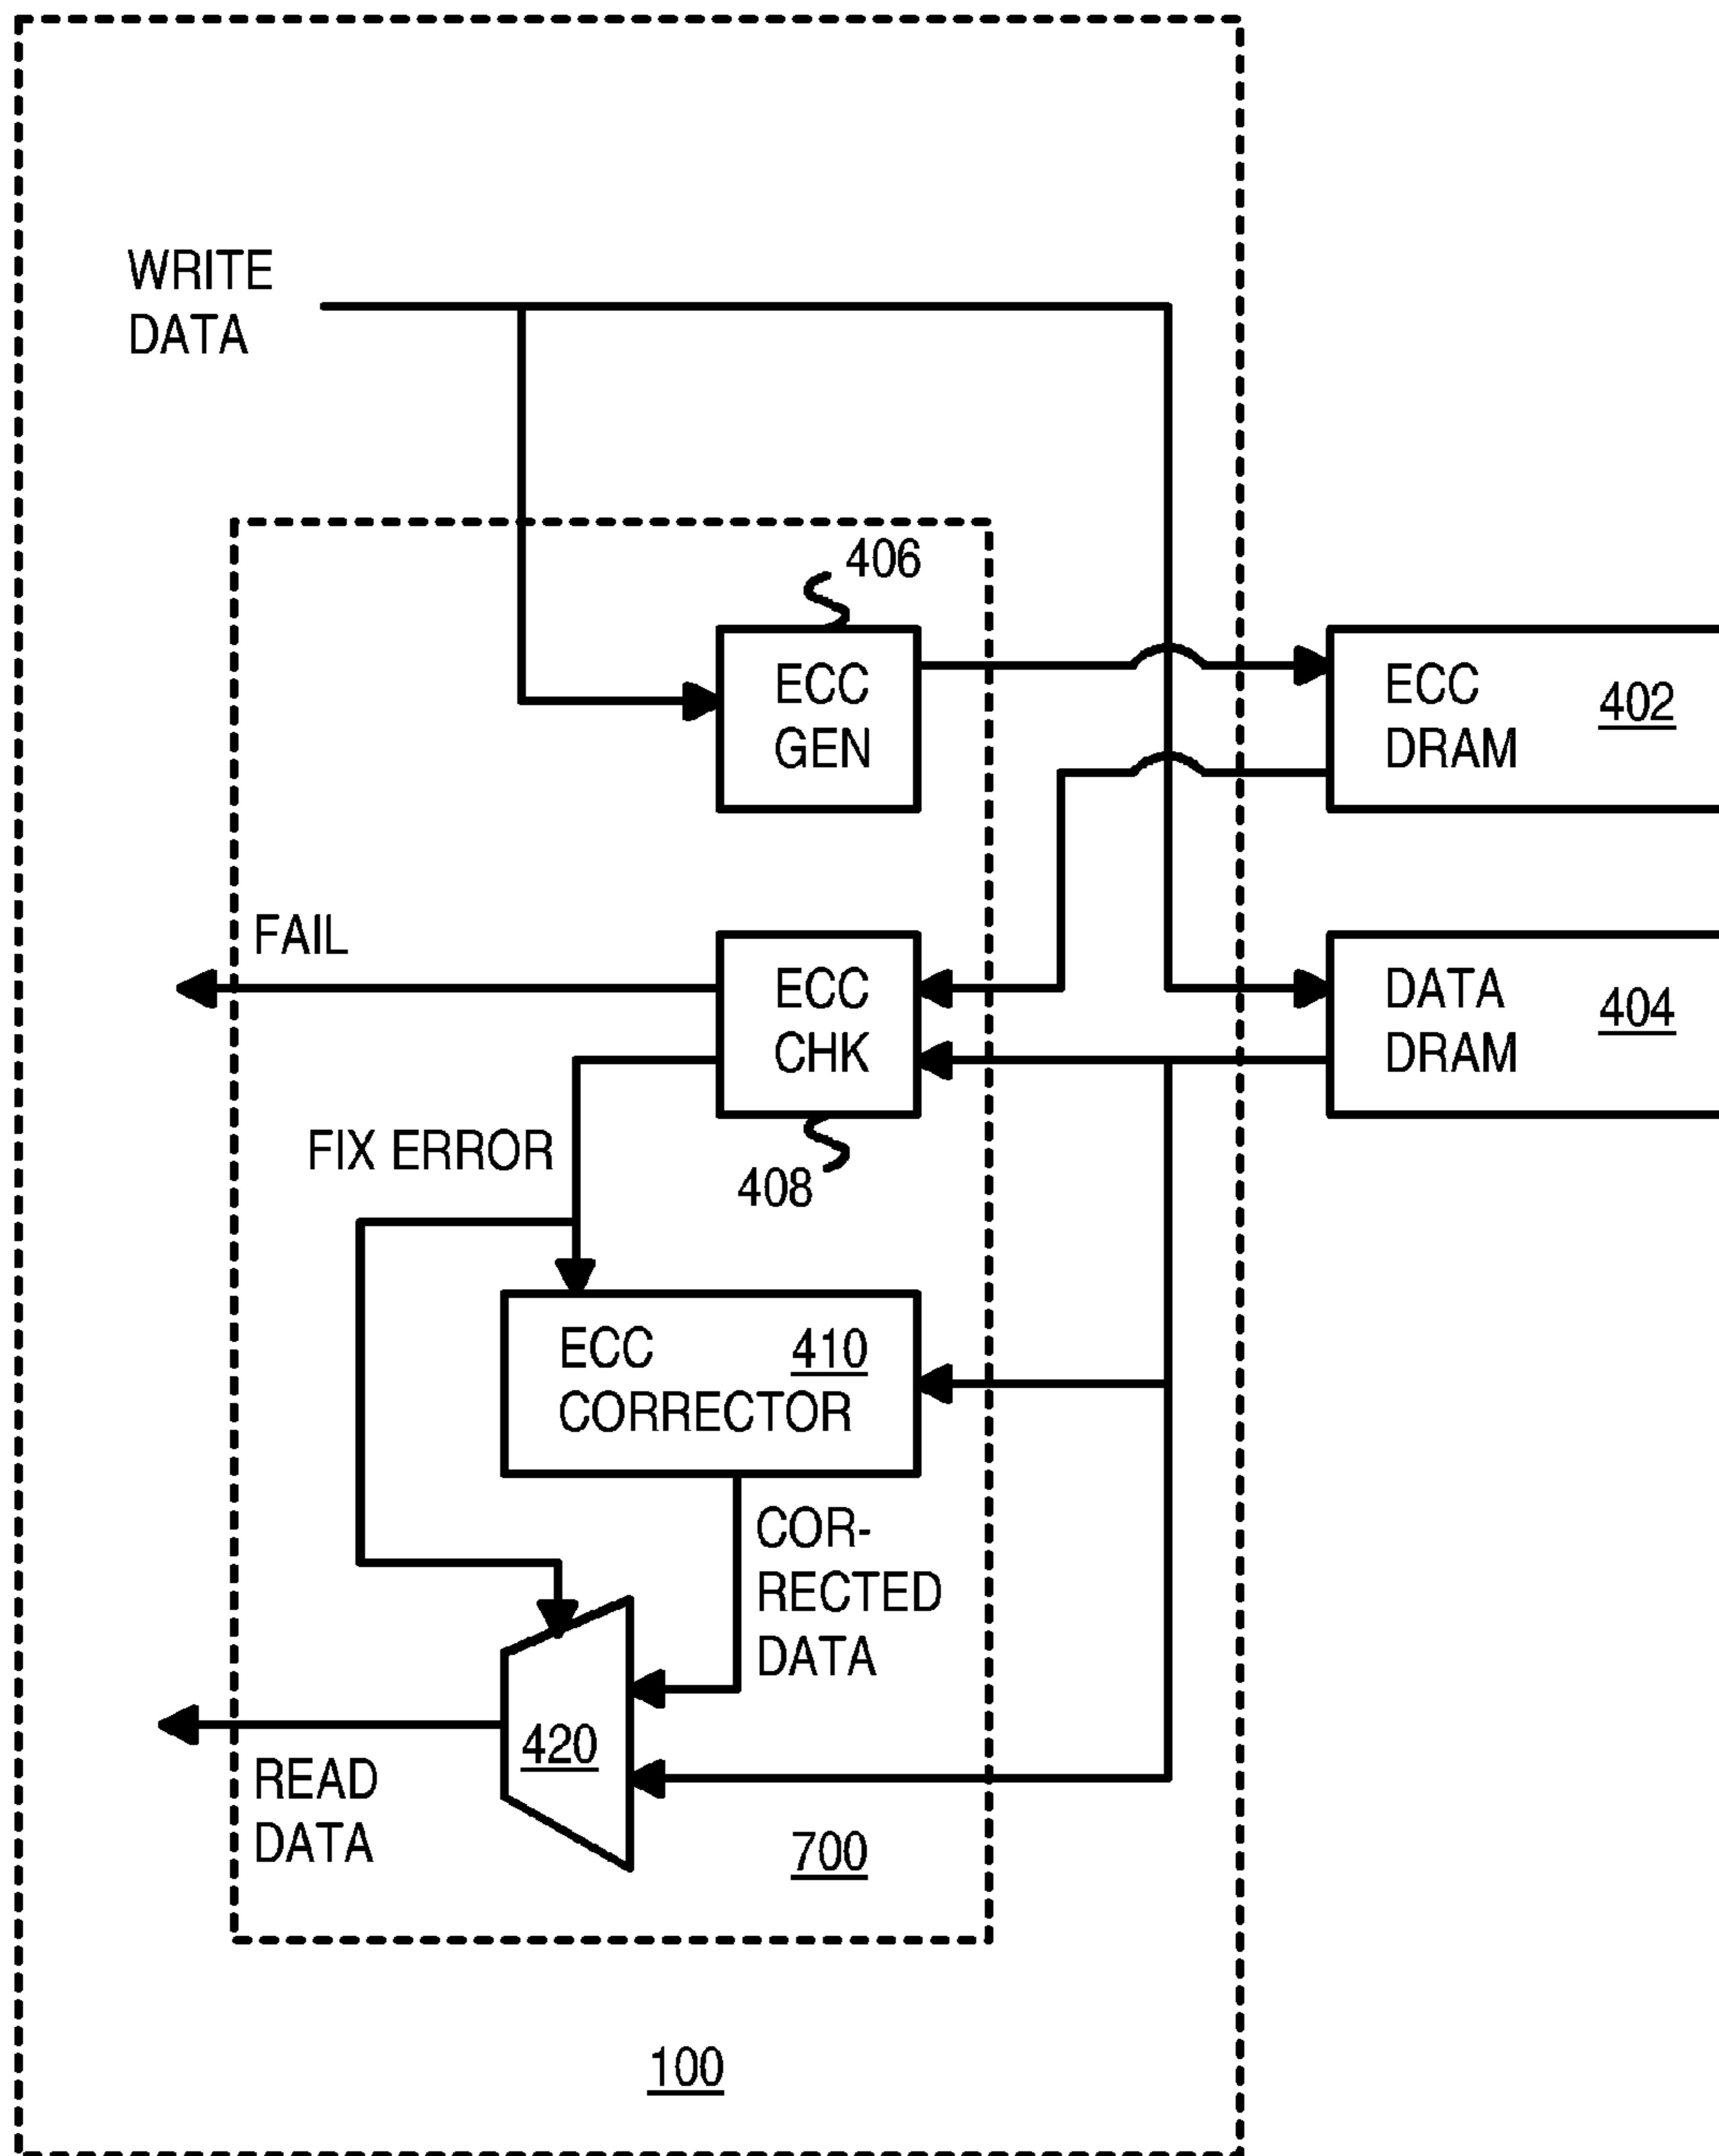 WRITE
DATA
406
ECC
GEN
ECC
DRAM
402
FAIL
ECC
CHK
DATA
DRAM
404
FIX ERROR
408
ECC
CORRECTOR
410
COR-
RECTED
DATA
420
READ
DATA
700
100